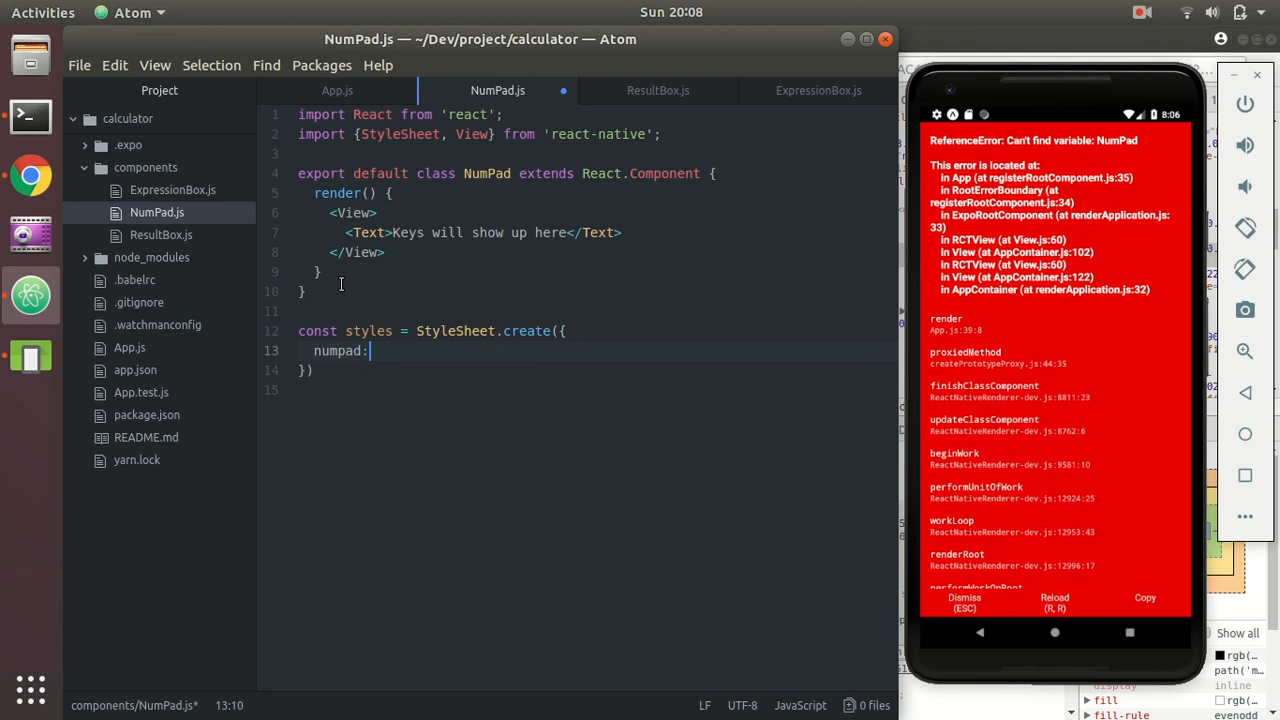 Activities
Atom
Sun 20:08
NumPad.js — ~/Dev/project/calculator — Atom
File Edit View Selection Find Packages Help
Project
calculator
.expo
components
ExpressionBox.js
NumPad.js
ResultBox.js
node_modules
.babelrc
.gitignore
.watchmanconfig
App.js
app.json
App.test.js
package.json
README.md
yarn.lock
App.js
NumPad.js
ResultBox.js
ExpressionBox.js
1 import React from 'react';
2 import {StyleSheet, View} from 'react-native';
3
4 export default class NumPad extends React.Component {
5 render() {
6 <View>
7 <Text>Keys will show up here</Text>
8 </View>
9 }
10 }
11
12 const styles = StyleSheet.create({
13 numpad:
14 })
15
components/NumPad.js* 13:10
LF UTF-8 JavaScript 0 files
8:06
ReferenceError: Can't find variable: NumPad
This error is located at:
in App (at registerRootComponent.js:35)
in RootErrorBoundary (at
registerRootComponent.js:34)
in ExpoRootComponent (at renderApplication.js:
33)
in RCTView (at View.js:60)
in View (at AppContainer.js:102)
in RCTView (at View.js:60)
in View (at AppContainer.js:122)
in AppContainer (at renderApplication.js:32)
render
App.js:39:8
proxiedMethod
createPrototypeProxy.js:44:35
finishClassComponent
ReactNativeRenderer-dev.js:8811:23
updateClassComponent
ReactNativeRenderer-dev.js:8762:6
beginWork
ReactNativeRenderer-dev.js:9581:10
performUnitOfWork
ReactNativeRenderer-dev.js:12924:25
workLoop
ReactNativeRenderer-dev.js:12953:43
renderRoot
ReactNativeRenderer-dev.js:12996:17
performWorkOnRoot
Dismiss
(ESC)
Reload
(R, R)
Copy
Show all
rgb(…
path('m…
display inline
fill rgb(…
fill-rule evenodd